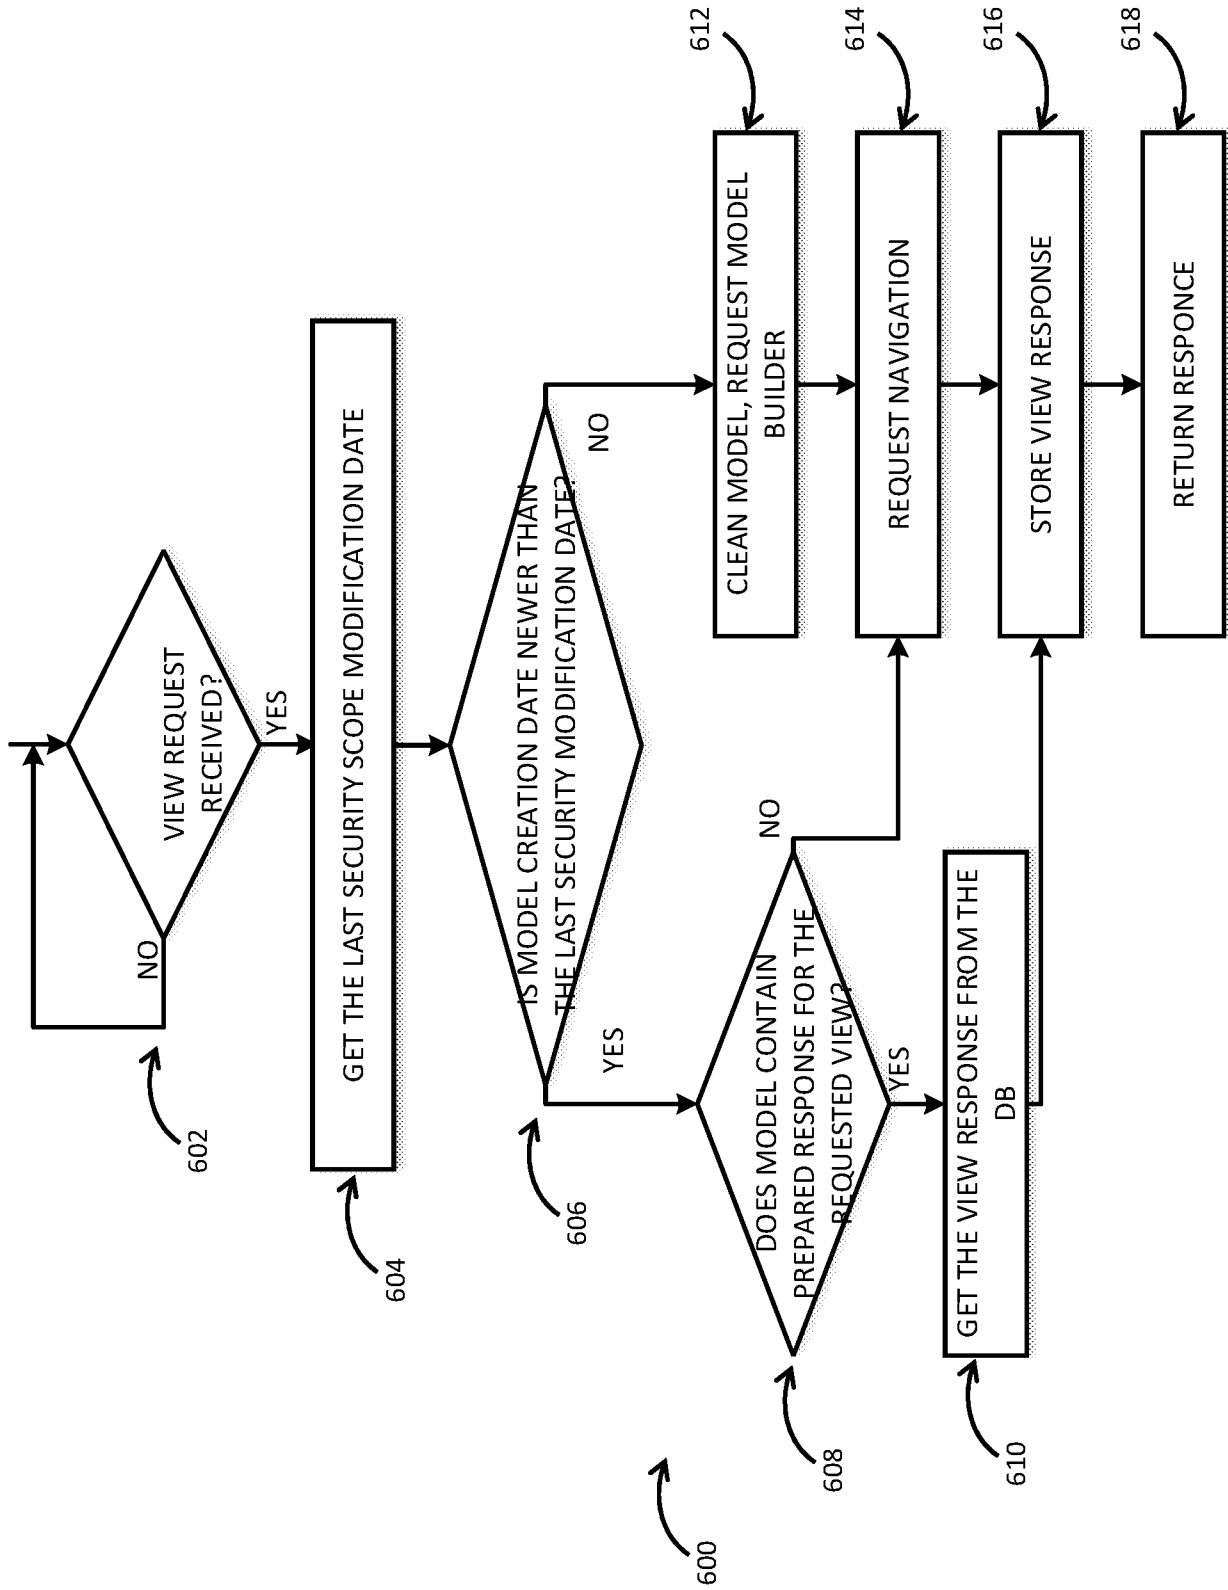 VIEW REQUEST
RECEIVED?
NO
YES
602
GET THE LAST SECURITY SCOPE MODIFICATION DATE
604
IS MODEL CREATION DATE NEWER THAN
THE LAST SECURITY MODIFICATION DATE?
606
YES
NO
DOES MODEL CONTAIN
PREPARED RESPONSE FOR THE
REQUESTED VIEW?
608
NO
YES
GET THE VIEW RESPONSE FROM THE
DB
610
CLEAN MODEL, REQUEST MODEL
BUILDER
612
REQUEST NAVIGATION
614
STORE VIEW RESPONSE
616
RETURN RESPONCE
618
600